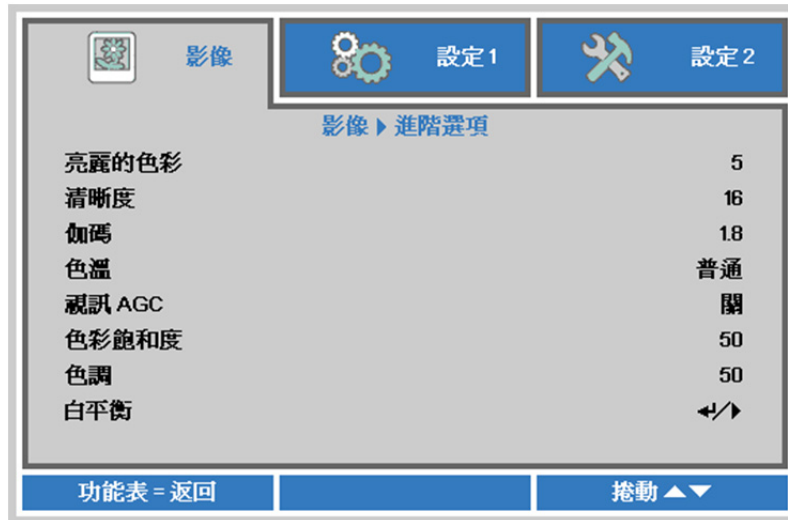 影像 設定1 設定2
影像 ▶ 進階選項
亮麗的色彩 5
清晰度 16
伽碼 1.8
色溫 普通
視訊 AGC 關
色彩飽和度 50
色調 50
白平衡 ↵/▶
功能表 = 返回 捲動 ▲▼